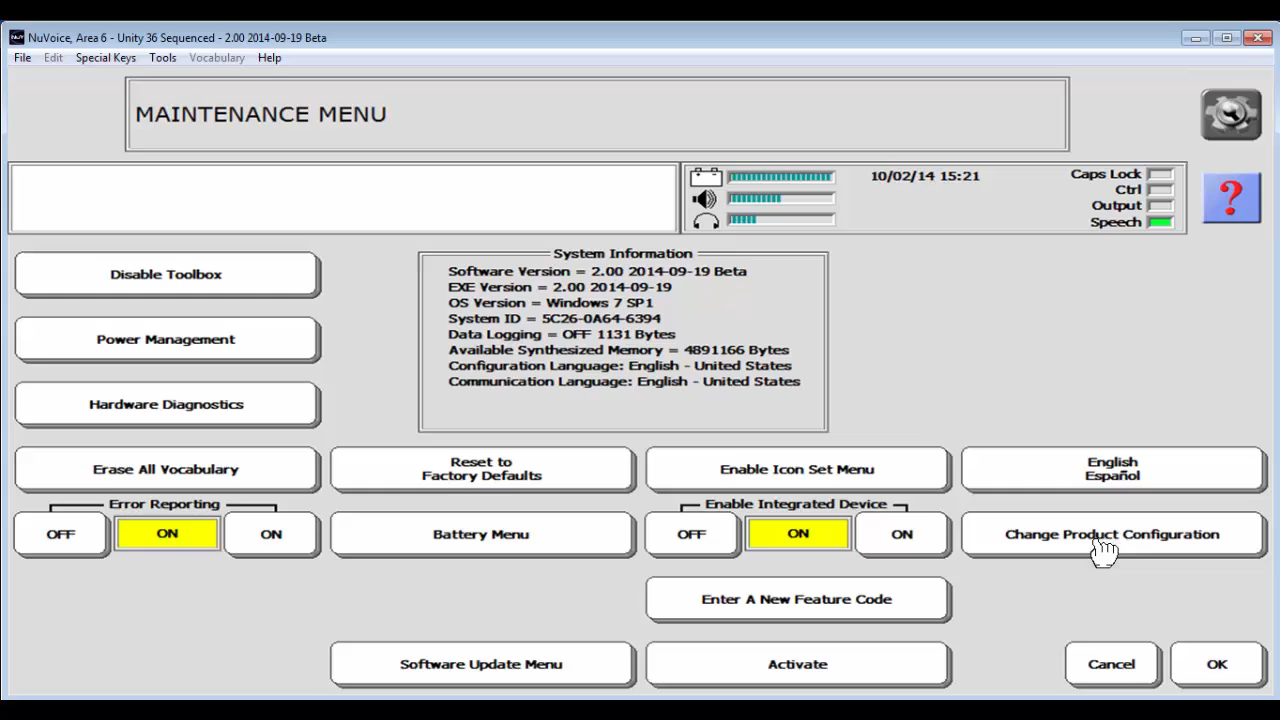 NuVoice, Area 6 - Unity 36 Sequenced - 2.00 2014-09-19 Beta
File Edit Special Keys Tools Vocabulary Help
MAINTENANCE MENU
10/02/14 15:21
Caps Lock
Ctrl
Output
Speech
?
System Information
Software Version = 2.00 2014-09-19 Beta
EXE Version = 2.00 2014-09-19
OS Version = Windows 7 SP1
System ID = 5C26-0A64-6394
Data Logging = OFF 1131 Bytes
Available Synthesized Memory = 4891166 Bytes
Configuration Language: English - United States
Communication Language: English - United States
Disable Toolbox
Power Management
Hardware Diagnostics
Erase All Vocabulary
Reset to
Factory Defaults
Enable Icon Set Menu
English
Español
Error Reporting
OFF ON ON
Battery Menu
Enable Integrated Device
OFF ON ON
Change Product Configuration
Enter A New Feature Code
Software Update Menu
Activate
Cancel
OK